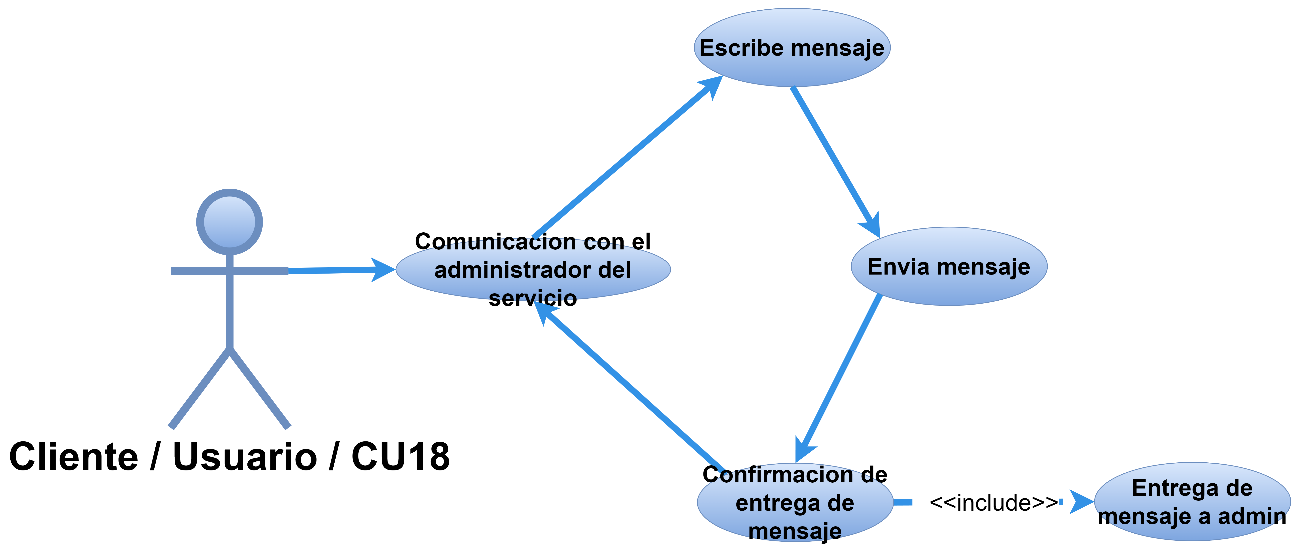 Escribe mensaje
Comunicacion con el
administrador del
servicio
Envia mensaje
Cliente / Usuario / CU18
Confirmacion de
entrega de
mensaje
<<include>>
Entrega de
mensaje a admin